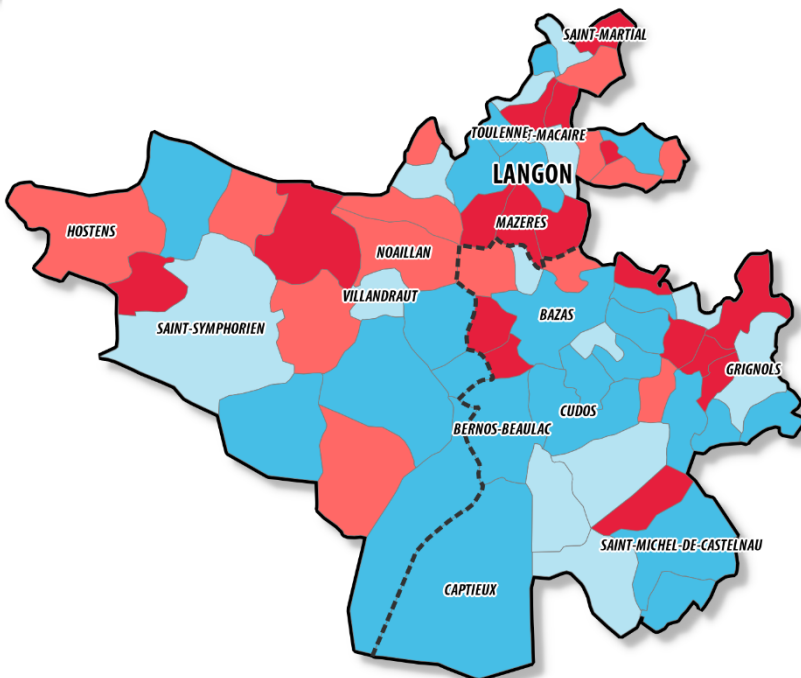 SAINT-MARTIAL
TOULENNE
T-MACAIRE
LANGON
MAZERES
HOSTENS
NOAILLAN
VILLANDRAUT
SAINT-SYMPHORIEN
BAZAS
GRIGNOLS
CUDOS
BERNOS-BEAULAC
SAINT-MICHEL-DE-CASTELNAU
CAPTIEUX